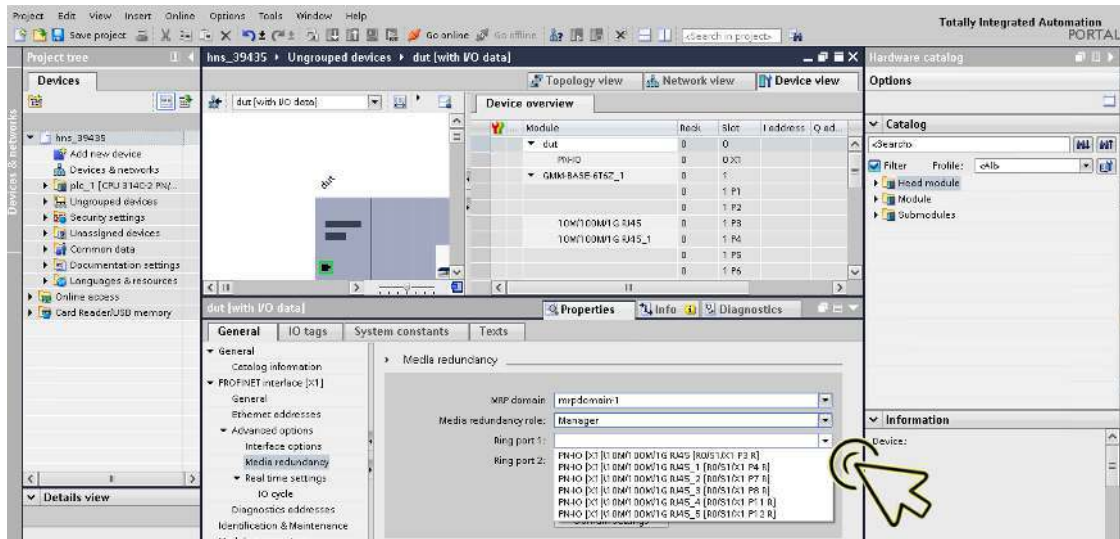 Project Edit View Insert Online Options Tools Window Help
Totally Integrated Automation
PORTAL
Save project
Go online
Go offline
<Search in project>
Project tree
hns_39435 ▸ Ungrouped devices ▸ dut [with I/O data]
Hardware catalog
Devices
Topology view
Network view
Device view
Options
dut [with I/O data]
Device overview
Devices & networks
hns_39435
Add new device
Devices & networks
Ungrouped devices
Security settings
Unassigned devices
Common data
Documentation settings
Languages & resources
Online access
Card Reader/USB memory
dut
Module Rack Slot I address Q ad...
dut 0 0
PN-IO 0 0 X1
GMM-BASE-6T6Z_1 0 1
0 1 P1
0 1 P2
10M/100M/1G RJ45 0 1 P3
10M/100M/1G RJ45_1 0 1 P4
0 1 P5
0 1 P6
Catalog
<Search>
Filter Profile: <All>
Head module
Module
Submodules
dut [with I/O data]
Properties
Info
Diagnostics
General
IO tags
System constants
Texts
General
Catalog information
PROFINET interface [X1]
General
Ethernet addresses
Advanced options
Interface options
Media redundancy
Real time settings
IO cycle
Diagnostics addresses
Identification & Maintenance
Media redundancy
MRP domain mrpdomain-1
Media redundancy role: Manager
Ring port 1:
Ring port 2:
PN-IO [X1]\10M/100M/1G RJ45 [R0/S1/X1 P3 R]
PN-IO [X1]\10M/100M/1G RJ45_1 [R0/S1/X1 P4 R]
PN-IO [X1]\10M/100M/1G RJ45_2 [R0/S1/X1 P7 R]
PN-IO [X1]\10M/100M/1G RJ45_3 [R0/S1/X1 P8 R]
PN-IO [X1]\10M/100M/1G RJ45_4 [R0/S1/X1 P11 R]
PN-IO [X1]\10M/100M/1G RJ45_5 [R0/S1/X1 P12 R]
Information
Device:
Details view